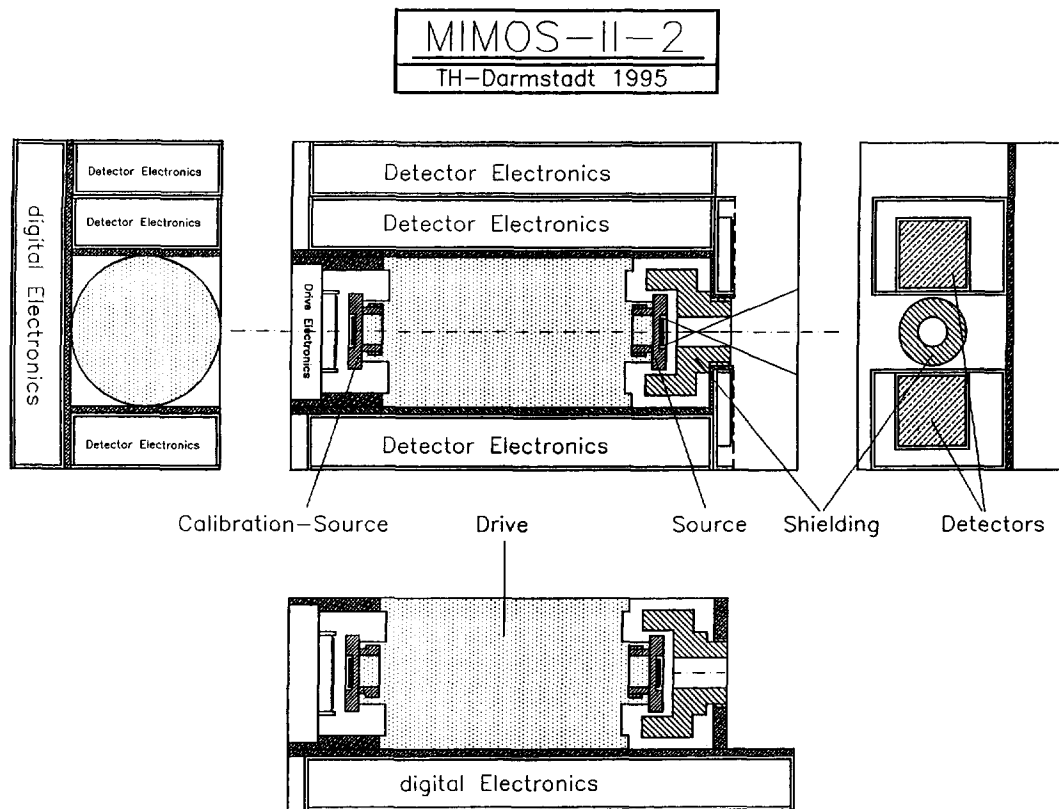 MIMOS-II-2
TH-Darmstadt 1995
digital Electronics
Detector Electronics
Detector Electronics
Detector Electronics
Detector Electronics
Detector Electronics
Drive Electronics
Detector Electronics
Calibration-Source
Drive
Source
Shielding
Detectors
digital Electronics